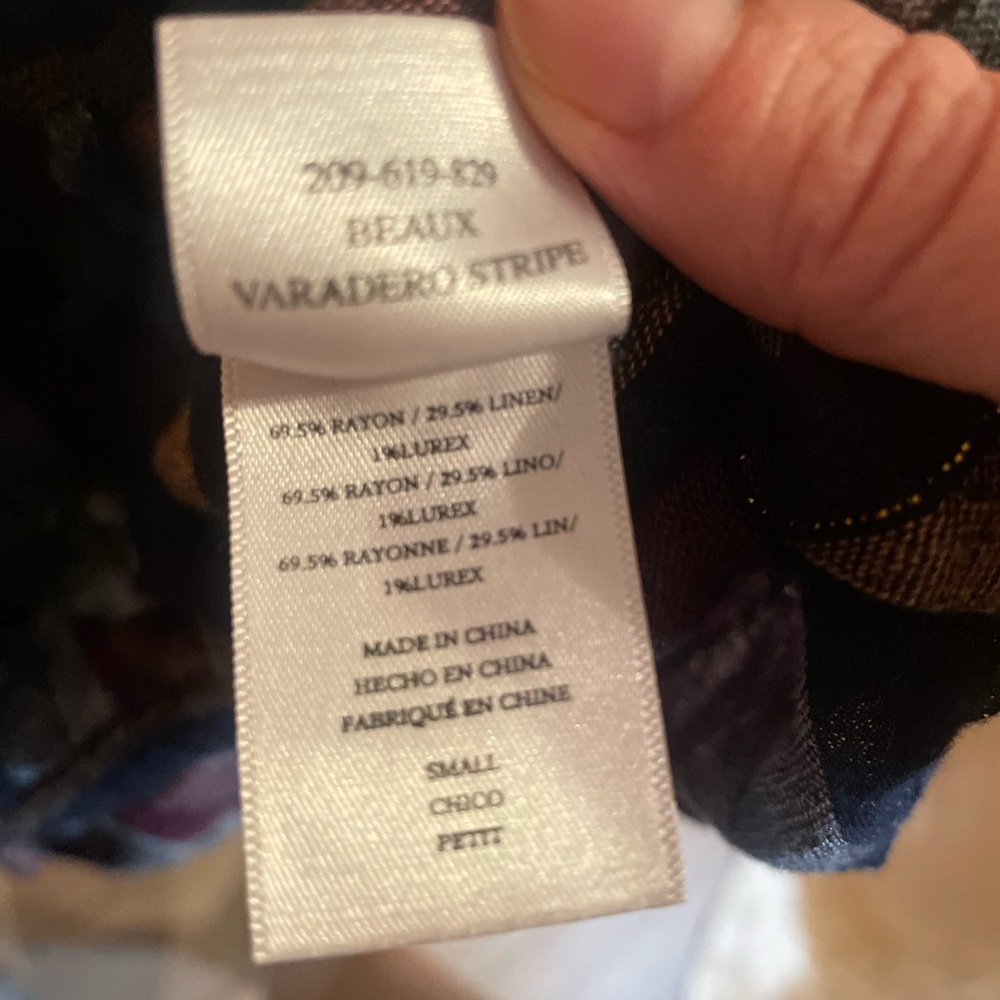 209-619-829
BEAUX
VARADERO STRIPE
69.5% RAYON / 29.5% LINEN/
1%LUREX
69.5% RAYON / 29.5% LINO/
1%LUREX
69.5% RAYONNE / 29.5% LIN/
1%LUREX
MADE IN CHINA
HECHO EN CHINA
FABRIQUÉ EN CHINE
SMALL
CHICO
PETIT